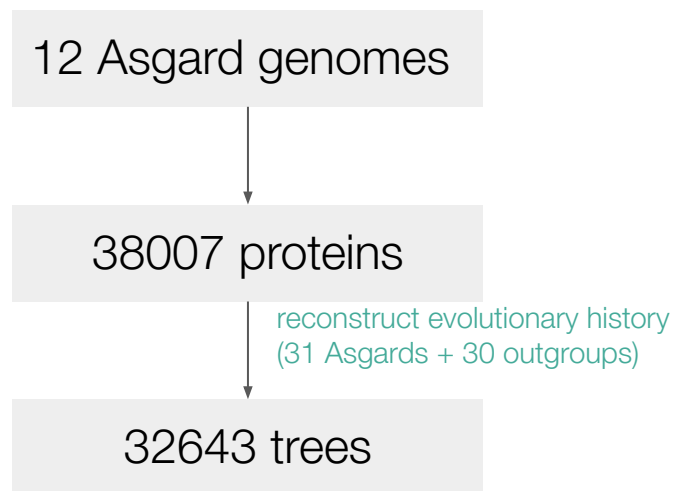 12 Asgard genomes
38007 proteins
reconstruct evolutionary history
(31 Asgards + 30 outgroups)
32643 trees